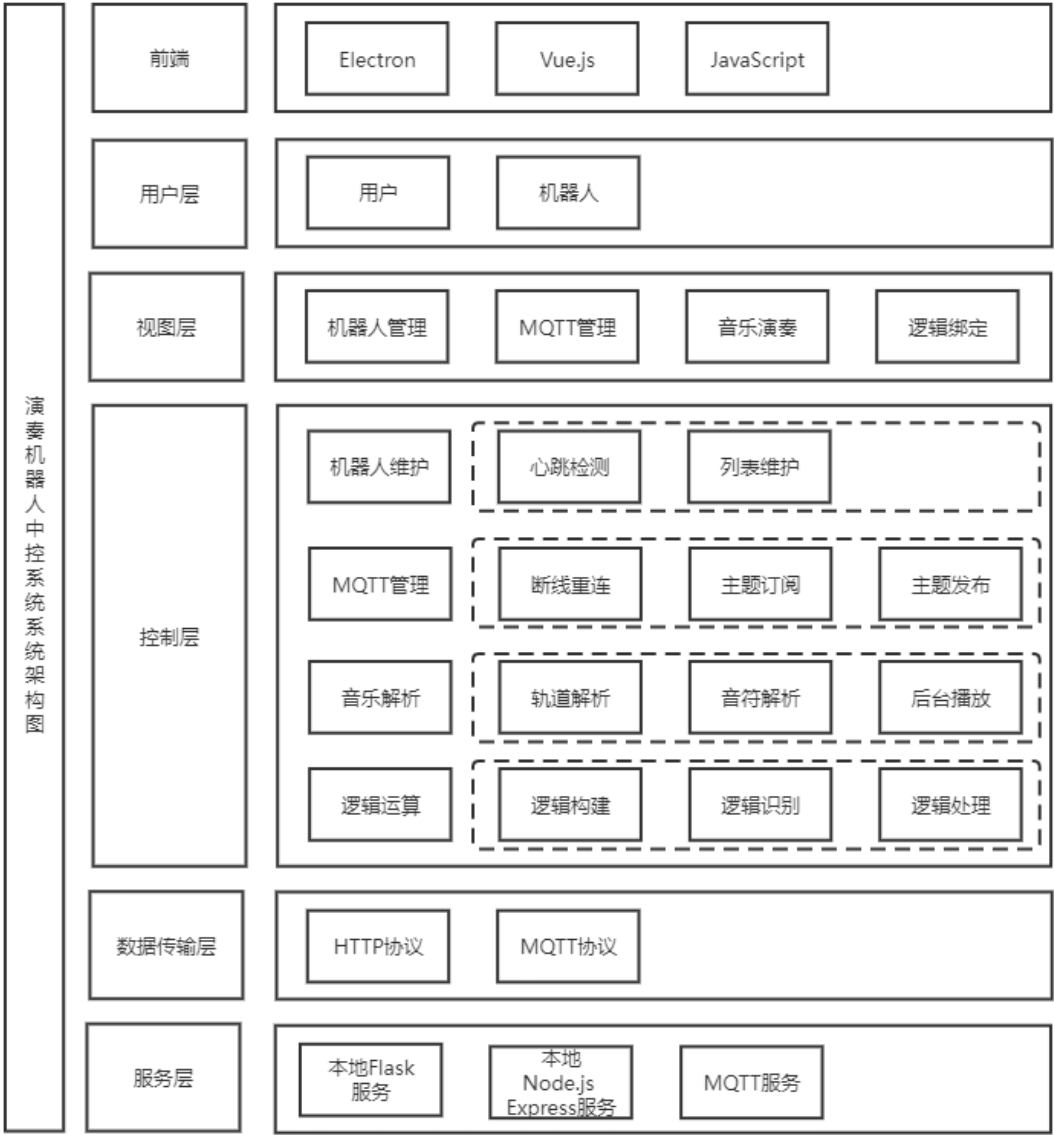 演奏机器人中控系统系统架构图
前端
Electron
Vue.js
JavaScript
用户层
用户
机器人
视图层
机器人管理
MQTT管理
音乐演奏
逻辑绑定
控制层
机器人维护
心跳检测
列表维护
MQTT管理
断线重连
主题订阅
主题发布
音乐解析
轨道解析
音符解析
后台播放
逻辑运算
逻辑构建
逻辑识别
逻辑处理
数据传输层
HTTP协议
MQTT协议
服务层
本地Flask
服务
本地
Node.js
Express服务
MQTT服务